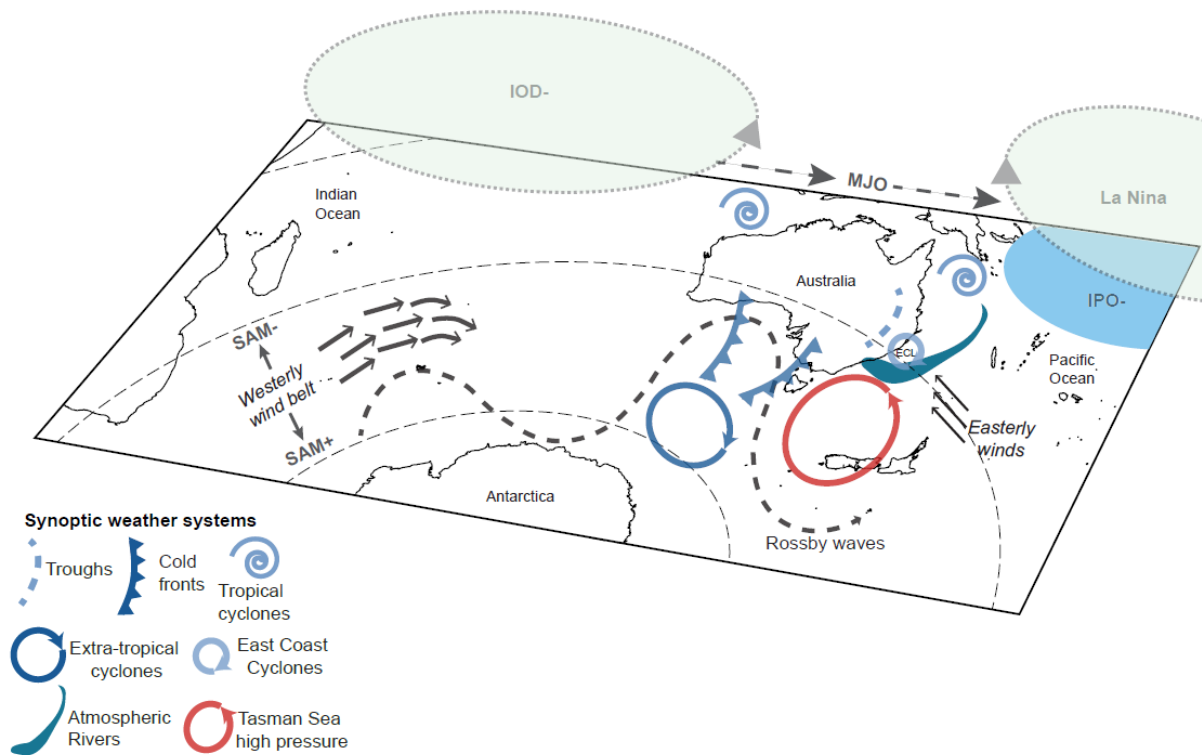 IOD-
MJO
La Nina
Indian
Ocean
Australia
IPO-
SAM-
Westerly
wind belt
SAM+
ECL
Pacific
Ocean
Easterly
winds
Antarctica
Rossby waves
Synoptic weather systems
Troughs
Cold
fronts
Tropical
cyclones
Extra-tropical
cyclones
East Coast
Cyclones
Atmospheric
Rivers
Tasman Sea
high pressure